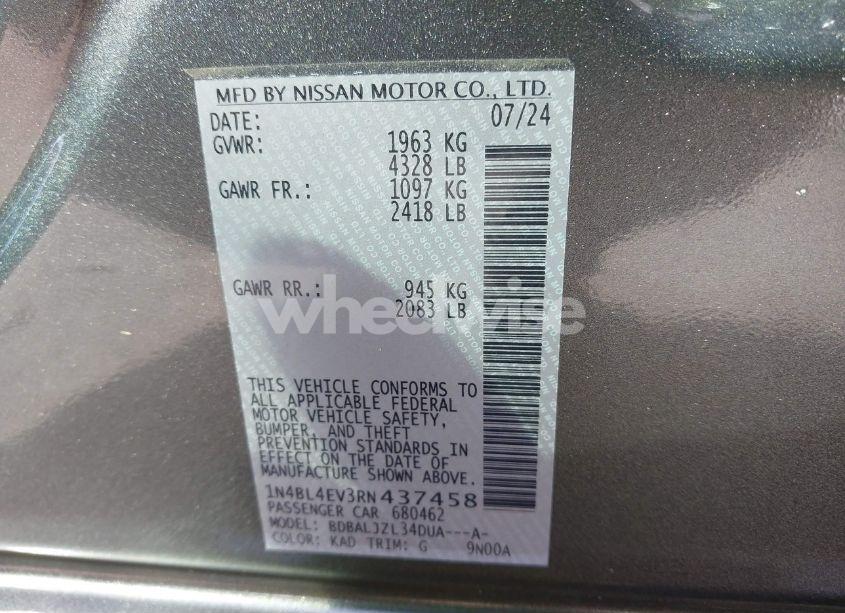 MFD BY NISSAN MOTOR CO., LTD.
DATE: 07/24
GVWR: 1963 KG
4328 LB
GAWR FR.: 1097 KG
2418 LB
GAWR RR.: 945 KG
2083 LB
wheelwise
THIS VEHICLE CONFORMS TO
ALL APPLICABLE FEDERAL
MOTOR VEHICLE SAFETY,
BUMPER, AND THEFT
PREVENTION STANDARDS IN
EFFECT ON THE DATE OF
MANUFACTURE SHOWN ABOVE.
1N4BL4EV3RN437458
PASSENGER CAR 680462
MODEL: BDBALJZL34DUA---A-
COLOR: KAD TRIM: G 9N00A